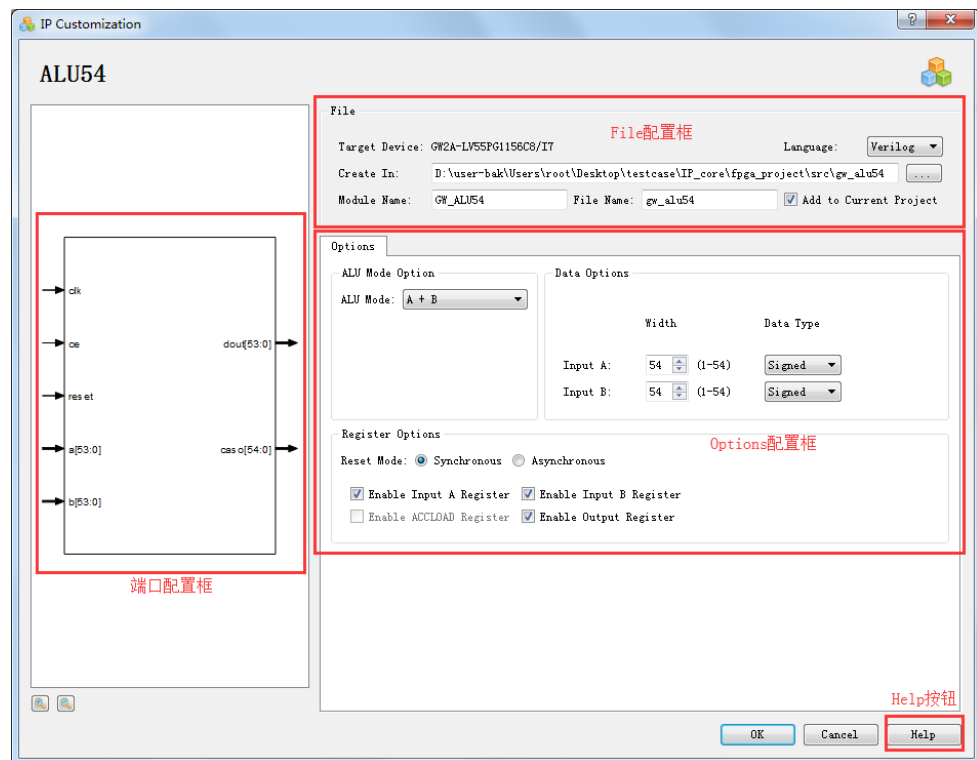 IP Customization
ALU54
File
File配置框
Target Device: GW2A-LV55PG1156C8/I7
Language: Verilog
Create In: D:\user-bak\Users\root\Desktop\testcase\IP_core\fpga_project\src\gw_alu54 ...
Module Name: GW_ALU54 File Name: gw_alu54 Add to Current Project
Options
ALU Mode Option
ALU Mode: A + B
Data Options
Width Data Type
Input A: 54 (1-54) Signed
Input B: 54 (1-54) Signed
Register Options
Options配置框
Reset Mode: Synchronous Asynchronous
Enable Input A Register Enable Input B Register
Enable ACCLOAD Register Enable Output Register
clk
ce dout[53:0]
reset
a[53:0] caso[54:0]
b[53:0]
端口配置框
Help按钮
OK Cancel Help